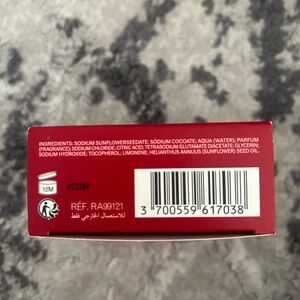 INGREDIENTS: SODIUM SUNFLOWERSEEDATE; SODIUM COCOATE; AQUA (WATER); PARFUM
(FRAGRANCE); SODIUM CHLORIDE; CITRIC ACID; TETRASODIUM GLUTAMATE DIACETATE; GLYCERIN;
SODIUM HYDROXIDE; TOCOPHEROL; LIMONENE; HELIANTHUS ANNUUS (SUNFLOWER) SEED OIL.
12M
RÉF. RA99121
للاستعمال الخارجي فقط
3 700559 617038